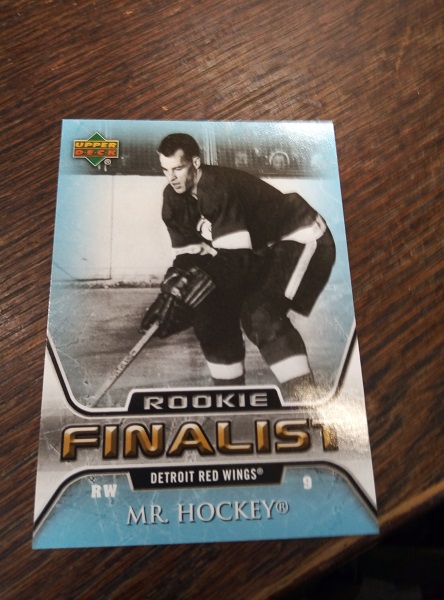 UPPER
DECK®
ROOKIE
FINALIST
DETROIT RED WINGS®
RW 9
MR. HOCKEY®